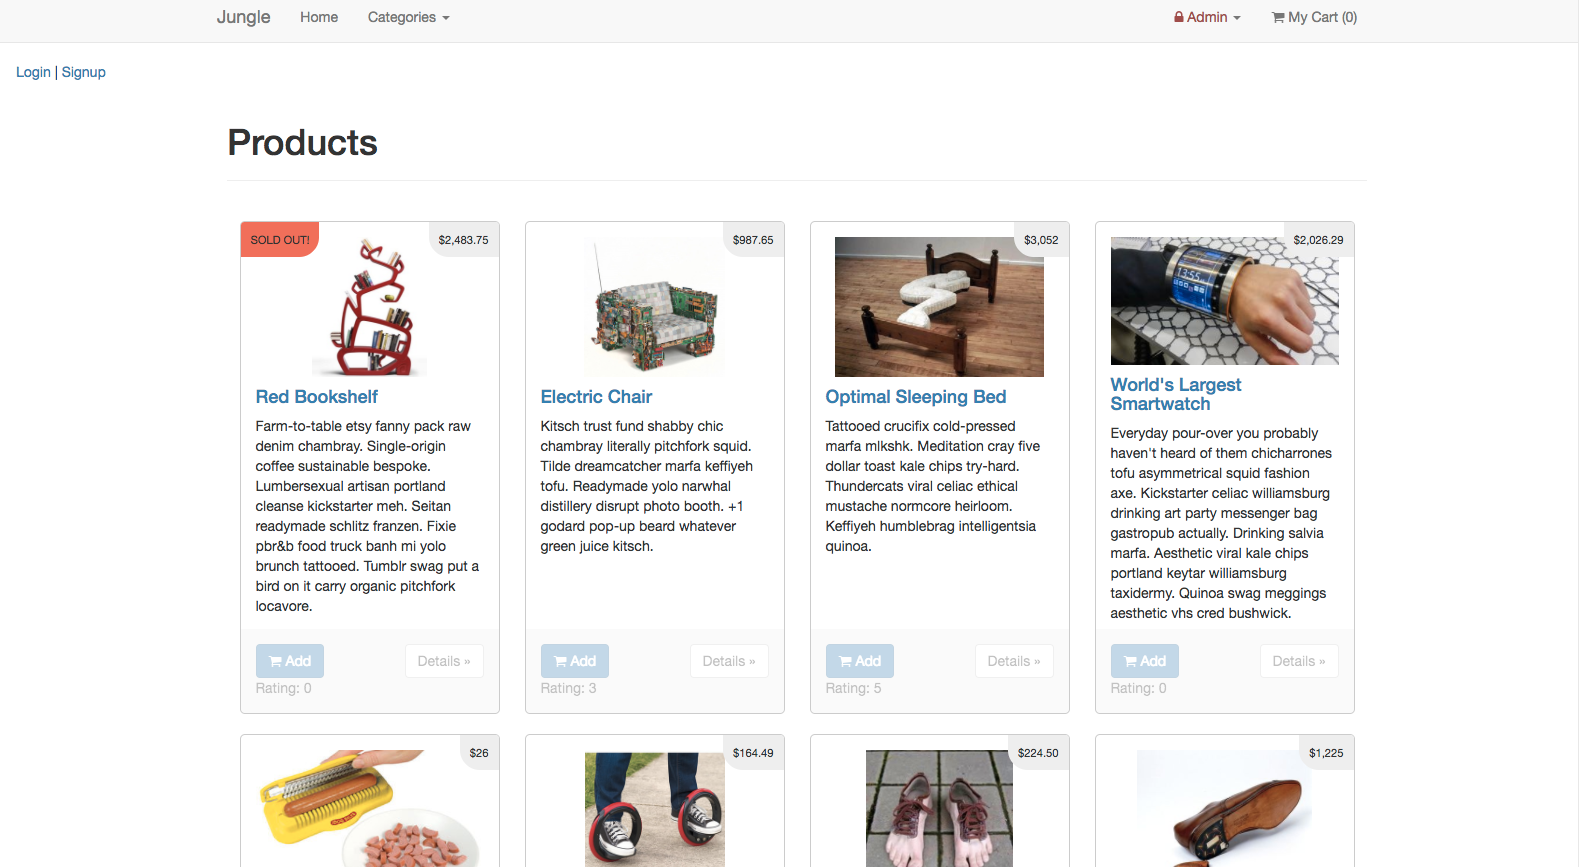 Jungle Home Categories Admin My Cart (0)
Login | Signup
Products
SOLD OUT!
$2,483.75
Red Bookshelf
Farm-to-table etsy fanny pack raw
denim chambray. Single-origin
coffee sustainable bespoke.
Lumbersexual artisan portland
cleanse kickstarter meh. Seitan
readymade schlitz franzen. Fixie
pbr&b food truck banh mi yolo
brunch tattooed. Tumblr swag put a
bird on it carry organic pitchfork
locavore.
Add Details »
Rating: 0
$987.65
Electric Chair
Kitsch trust fund shabby chic
chambray literally pitchfork squid.
Tilde dreamcatcher marfa keffiyeh
tofu. Readymade yolo narwhal
distillery disrupt photo booth. +1
godard pop-up beard whatever
green juice kitsch.
Add Details »
Rating: 3
$3,052
Optimal Sleeping Bed
Tattooed crucifix cold-pressed
marfa mlkshk. Meditation cray five
dollar toast kale chips try-hard.
Thundercats viral celiac ethical
mustache normcore heirloom.
Keffiyeh humblebrag intelligentsia
quinoa.
Add Details »
Rating: 5
$2,026.29
13:55
World's Largest
Smartwatch
Everyday pour-over you probably
haven't heard of them chicharrones
tofu asymmetrical squid fashion
axe. Kickstarter celiac williamsburg
drinking art party messenger bag
gastropub actually. Drinking salvia
marfa. Aesthetic viral kale chips
portland keytar williamsburg
taxidermy. Quinoa swag meggings
aesthetic vhs cred bushwick.
Add Details »
Rating: 0
$26
$164.49
$224.50
$1,225